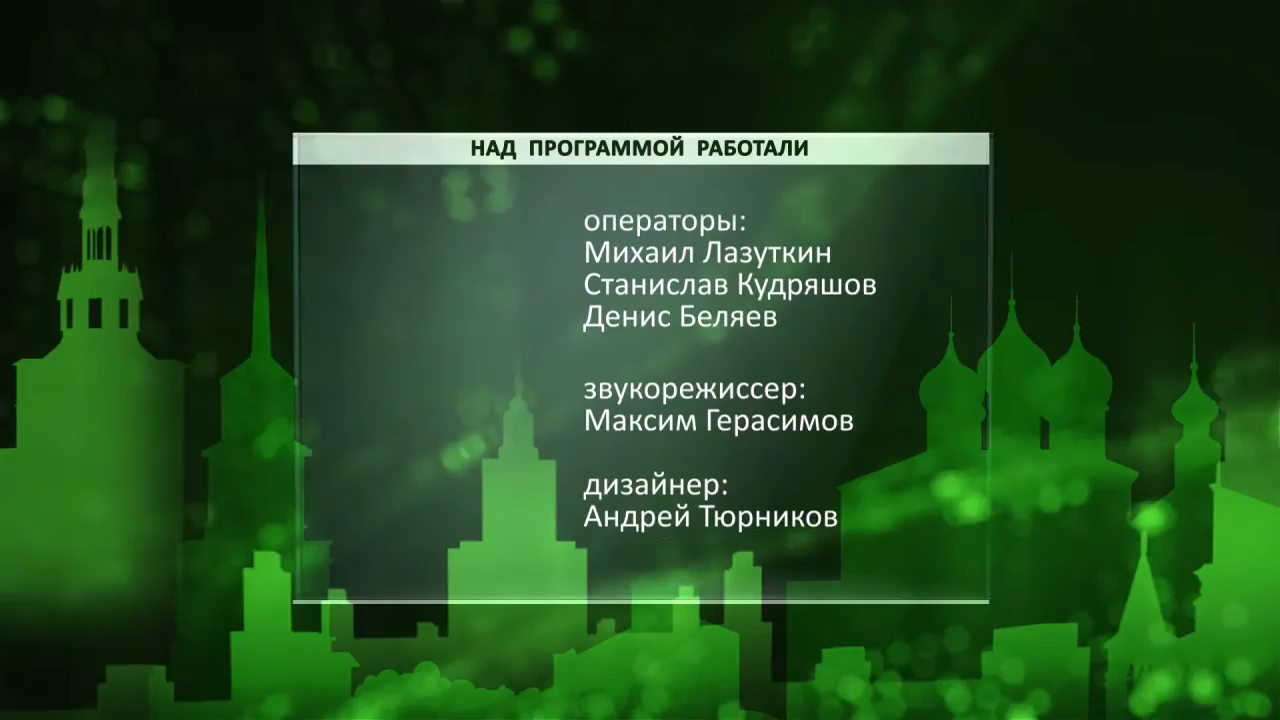 НАД ПРОГРАММОЙ РАБОТАЛИ
операторы:
Михаил Лазуткин
Станислав Кудряшов
Денис Беляев
звукорежиссер:
Максим Герасимов
дизайнер:
Андрей Тюрников